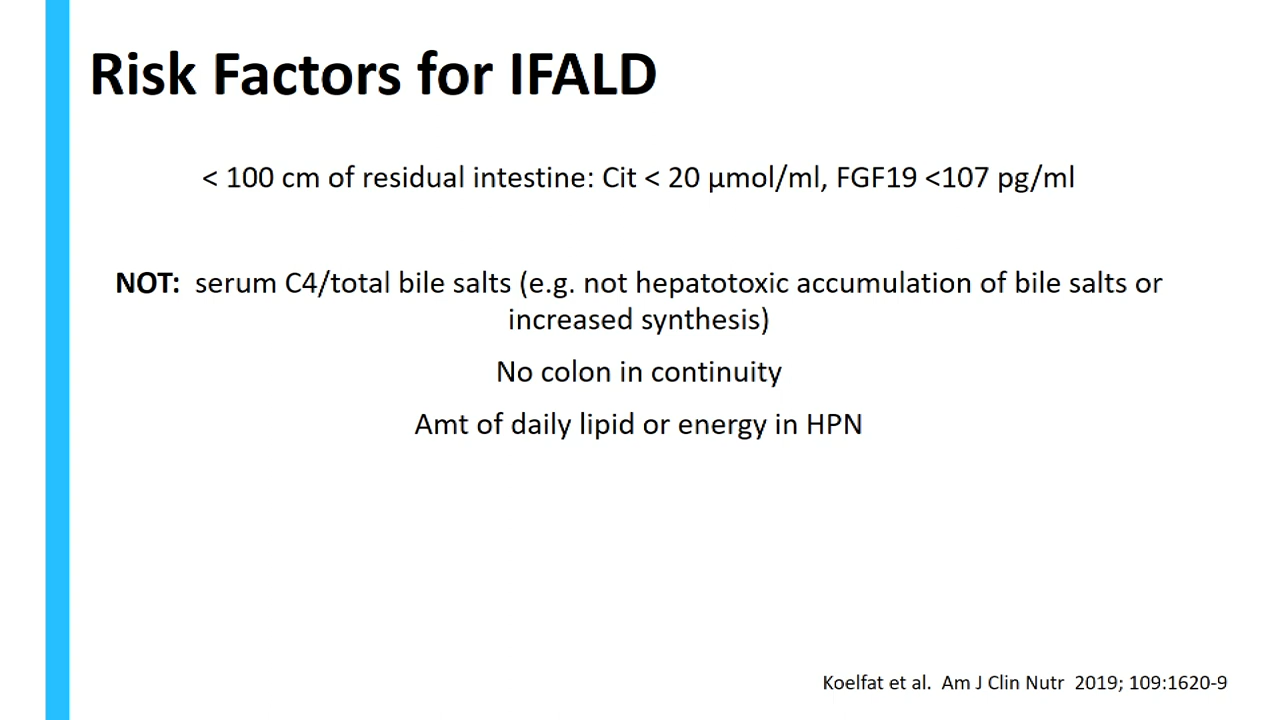 Risk Factors for IFALD
< 100 cm of residual intestine: Cit < 20 μmol/ml, FGF19 <107 pg/ml
NOT:  serum C4/total bile salts (e.g. not hepatotoxic accumulation of bile salts or
increased synthesis)
No colon in continuity
Amt of daily lipid or energy in HPN
Koelfat et al.  Am J Clin Nutr  2019; 109:1620-9